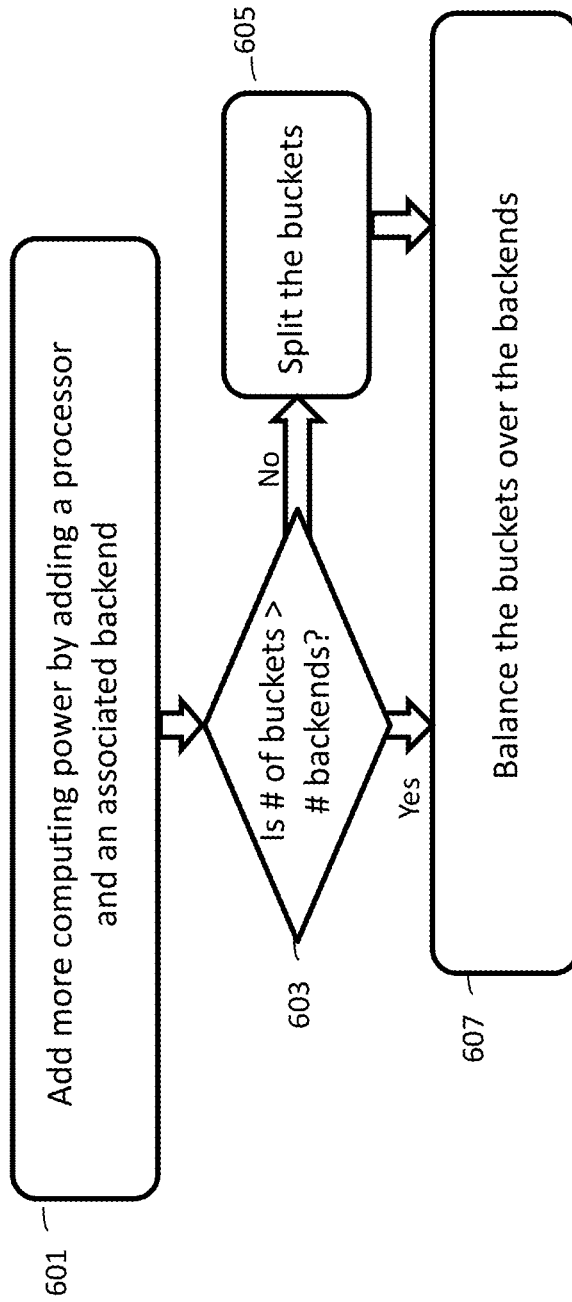 601
Add more computing power by adding a processor
and an associated backend
603
Is # of buckets >
# backends?
No
605
Split the buckets
Yes
607
Balance the buckets over the backends